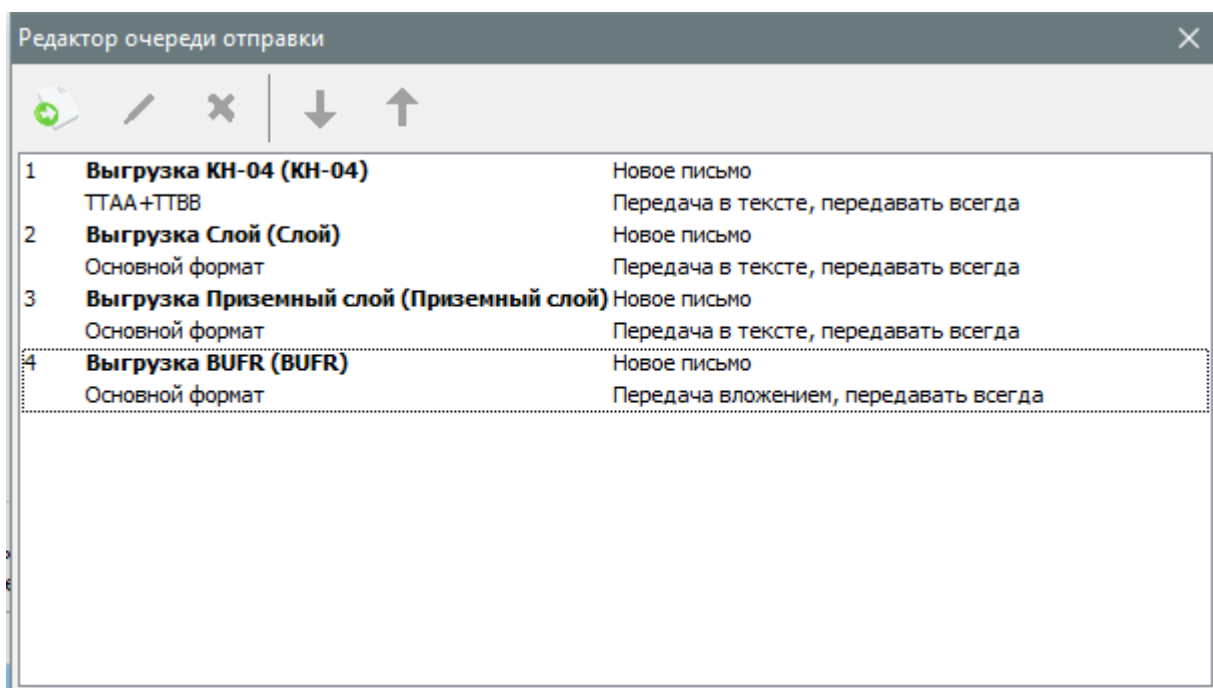 Редактор очереди отправки
1 Выгрузка КН-04 (КН-04) Новое письмо
ТТАА+ТТВВ Передача в тексте, передавать всегда
2 Выгрузка Слой (Слой) Новое письмо
Основной формат Передача в тексте, передавать всегда
3 Выгрузка Приземный слой (Приземный слой) Новое письмо
Основной формат Передача в тексте, передавать всегда
4 Выгрузка BUFR (BUFR) Новое письмо
Основной формат Передача вложением, передавать всегда